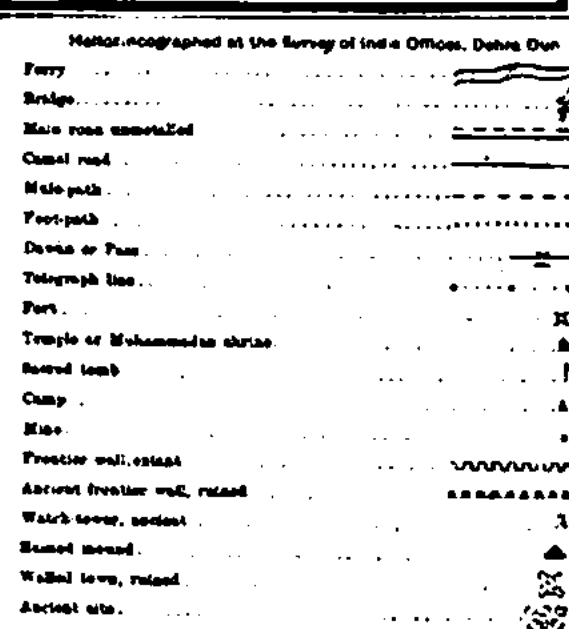 Heliozincographed at the Survey of India Offices, Dehra Dun
Ferry
Bridge
Main road unmetalled
Camel road
Mule-path
Foot-path
Dawan or Pass
Telegraph line
Fort
Temple or Muhammadan shrine
Sacred tomb
Camp
Mine
Frontier wall, extant
Ancient frontier wall, ruined
Watch-tower, ancient
Ruined mound
Walled town, ruined
Ancient site